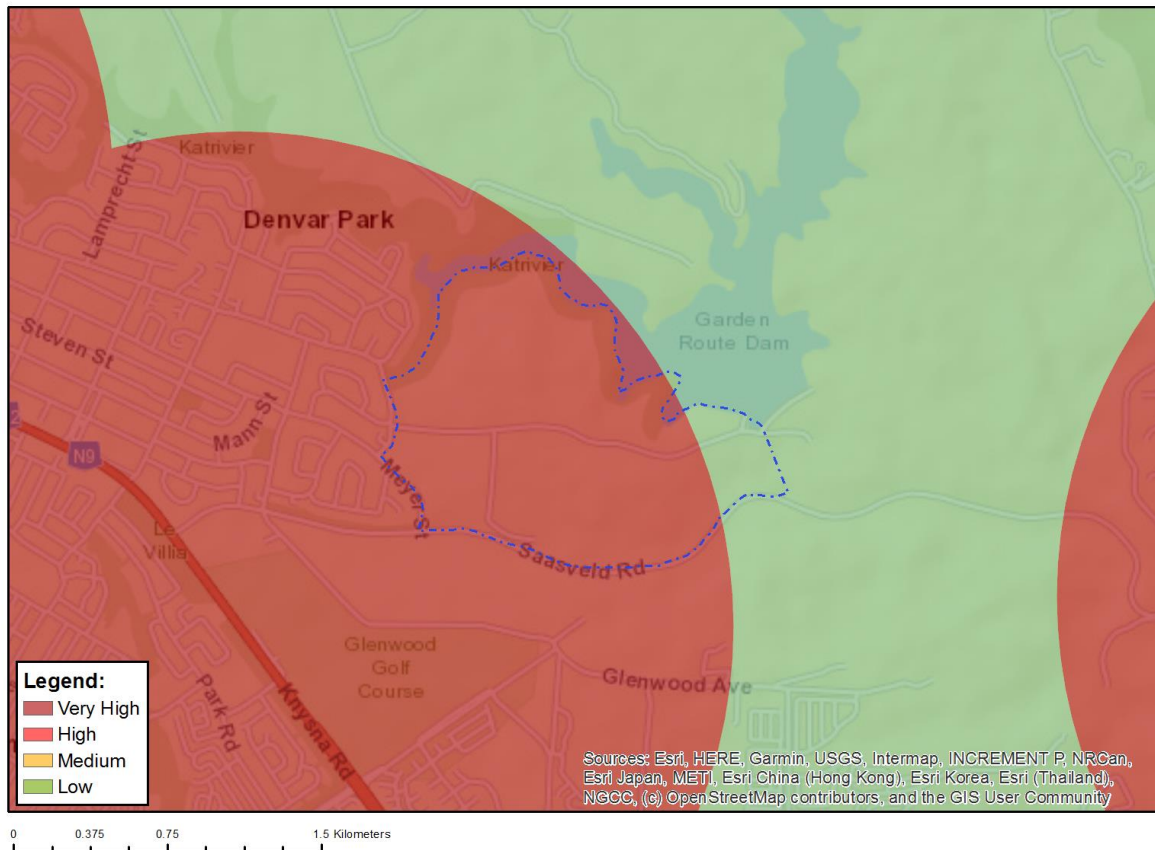 Katrivier
Lamprecht St
Denvar Park
Katrivier
Garden
Route Dam
Steven St
Mann St
N9
Meyer St
Le
Villia
Saasveld Rd
Glenwood
Golf
Course
Glenwood Ave
Park Rd
Knysna Rd
Legend:
Very High
High
Medium
Low
Sources: Esri, HERE, Garmin, USGS, Intermap, INCREMENT P, NRCan,
Esri Japan, METI, Esri China (Hong Kong), Esri Korea, Esri (Thailand),
NGCC, (c) OpenStreetMap contributors, and the GIS User Community
0 0.375 0.75 1.5 Kilometers